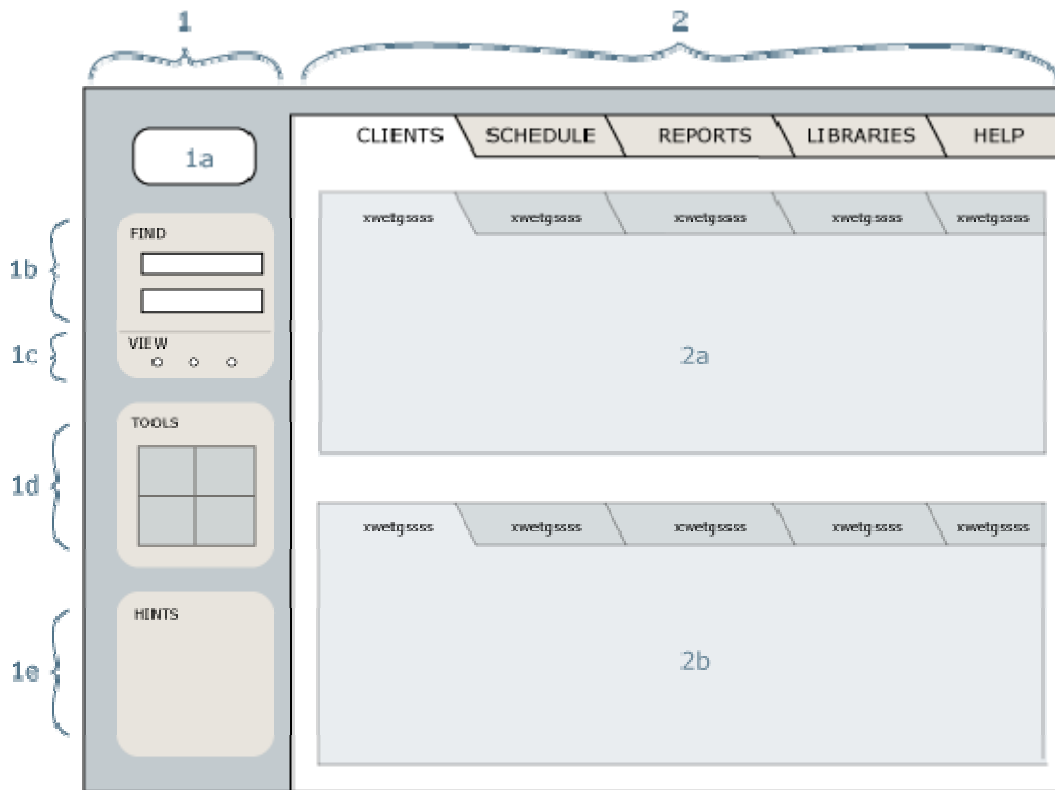 1 2
1a
CLIENTS SCHEDULE REPORTS LIBRARIES HELP
xwetgssss xwetgssss xwetgssss xwetgssss xwetgssss
1b
FIND
1c
VIEW
2a
TOOLS
1d
xwetgssss xwetgssss xwetgssss xwetgssss xwetgssss
HINTS
1e
2b